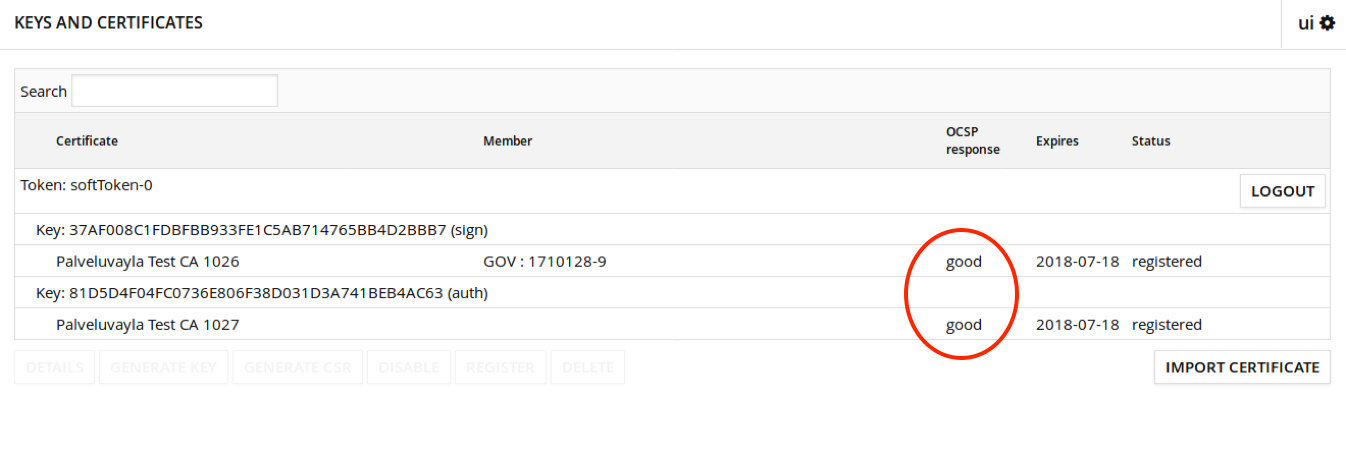 KEYS AND CERTIFICATES
ui
Search
Certificate Member OCSP response Expires Status
Token: softToken-0
LOGOUT
Key: 37AF008C1FDBFBB933FE1C5AB714765BB4D2BBB7 (sign)
Palveluvayla Test CA 1026 GOV : 1710128-9 good 2018-07-18 registered
Key: 81D5D4F04FC0736E806F38D031D3A741BEB4AC63 (auth)
Palveluvayla Test CA 1027 good 2018-07-18 registered
DETAILS GENERATE KEY GENERATE CSR DISABLE REGISTER DELETE IMPORT CERTIFICATE